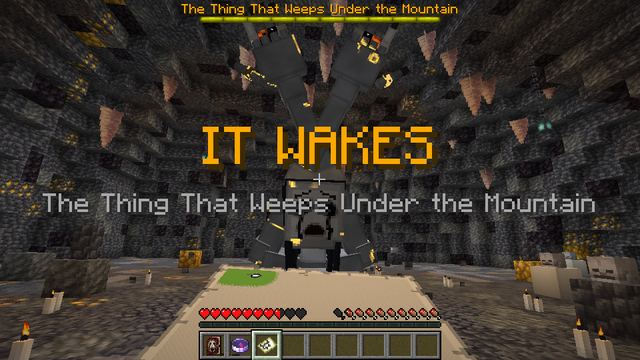 The Thing That Weeps Under the Mountain
IT WAKES
The Thing That Weeps Under the Mountain